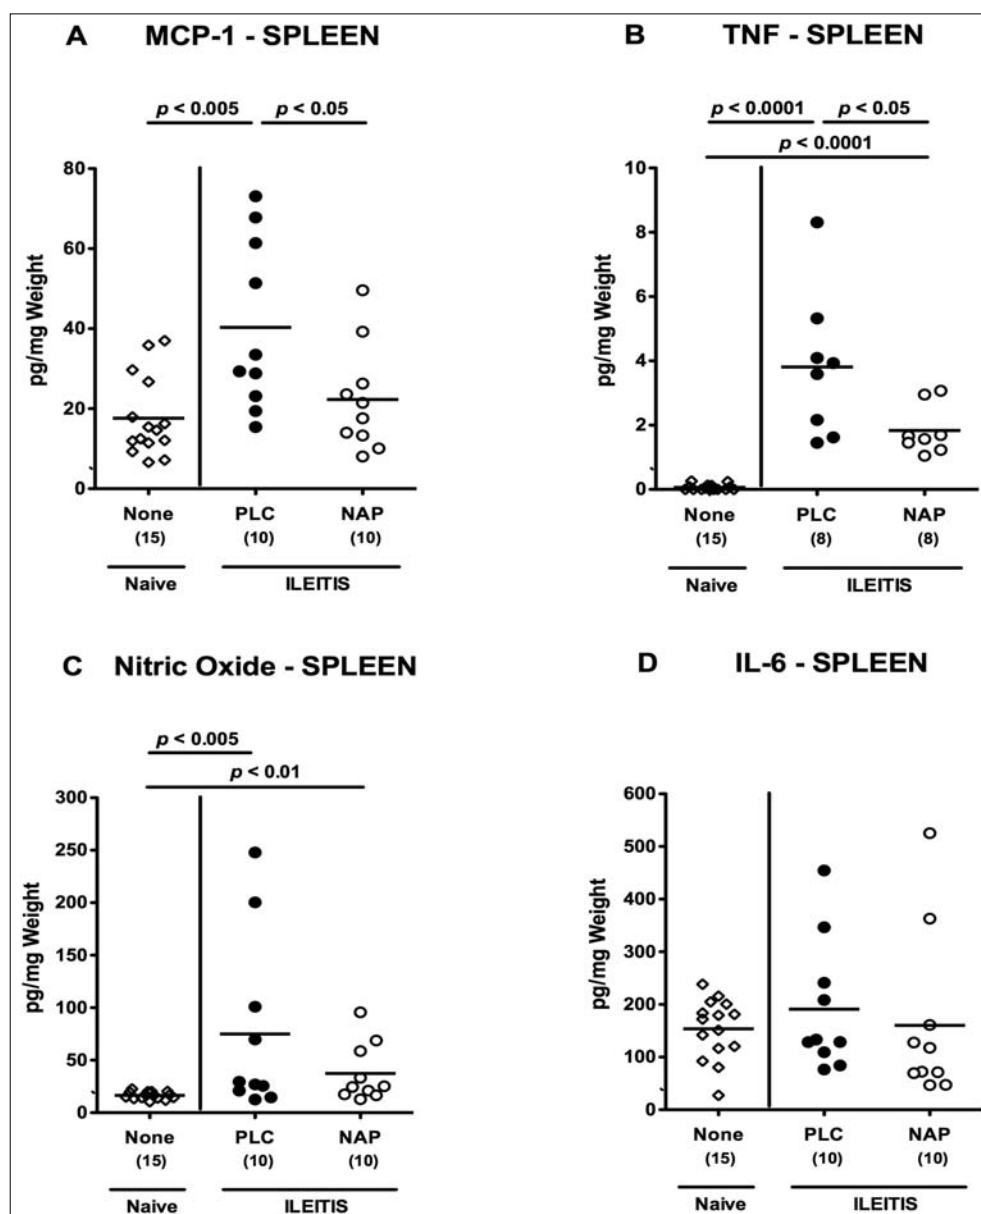 A MCP-1 - SPLEEN
p < 0.005 p < 0.05
80
60
40
20
0
pg/mg Weight
None PLC NAP
(15) (10) (10)
Naive ILEITIS
B TNF - SPLEEN
p < 0.0001 p < 0.05
p < 0.0001
10
8
6
4
2
0
pg/mg Weight
None PLC NAP
(15) (8) (8)
Naive ILEITIS
C Nitric Oxide - SPLEEN
p < 0.005
p < 0.01
300
250
200
150
100
50
0
pg/mg Weight
None PLC NAP
(15) (10) (10)
Naive ILEITIS
D IL-6 - SPLEEN
600
500
400
300
200
100
0
pg/mg Weight
None PLC NAP
(15) (10) (10)
Naive ILEITIS